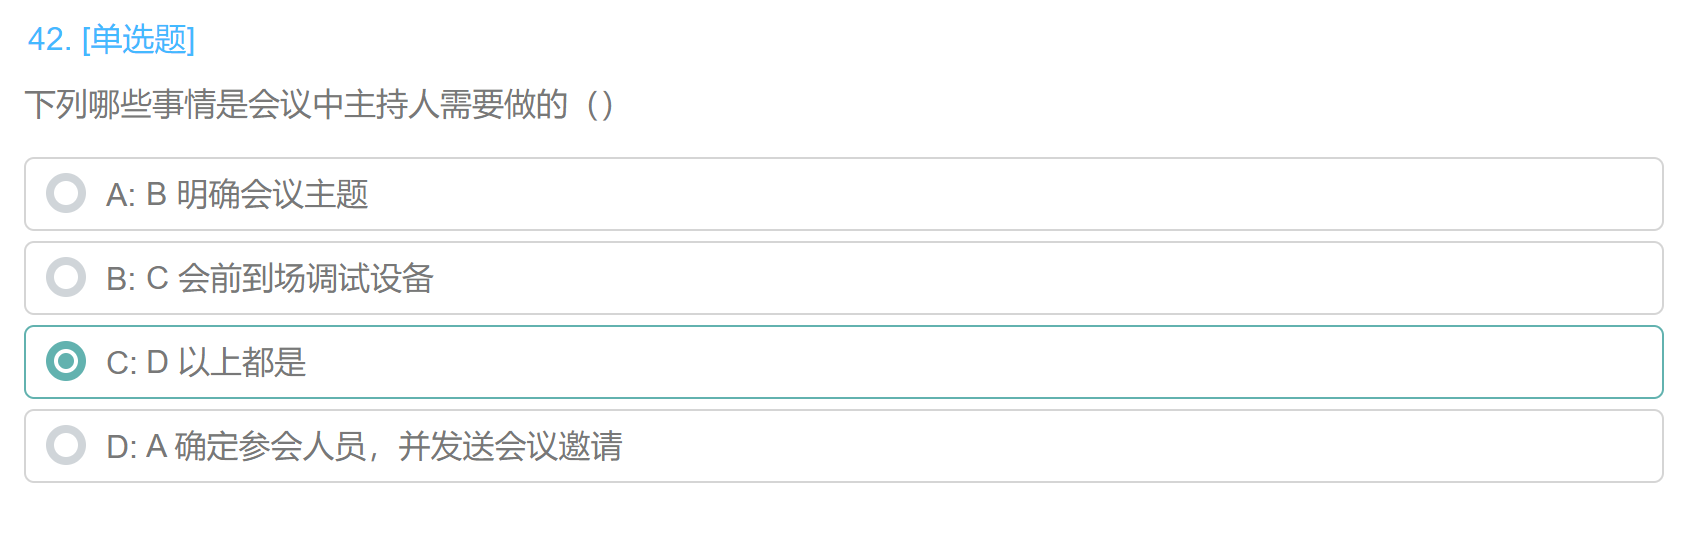 42. [单选题]
下列哪些事情是会议中主持人需要做的（）
A: B 明确会议主题
B: C 会前到场调试设备
C: D 以上都是
D: A 确定参会人员，并发送会议邀请